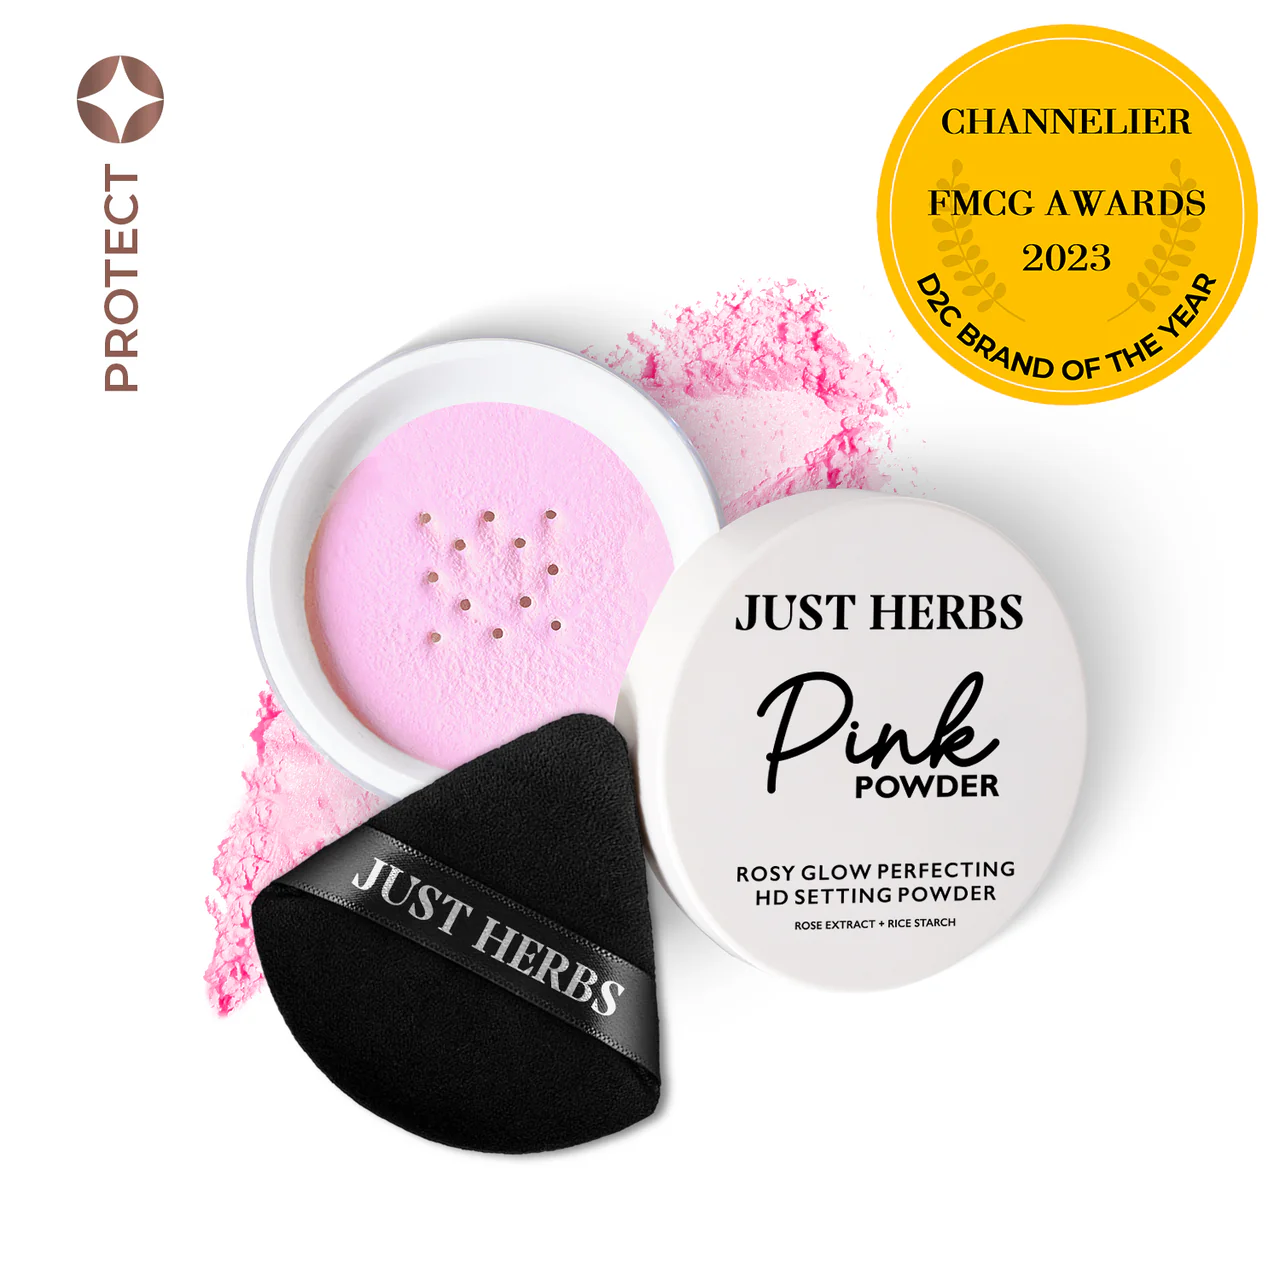 PROTECT
CHANNELIER
FMCG AWARDS
2023
D2C BRAND OF THE YEAR
JUST HERBS
Pink
POWDER
ROSY GLOW PERFECTING
HD SETTING POWDER
ROSE EXTRACT + RICE STARCH
JUST HERBS